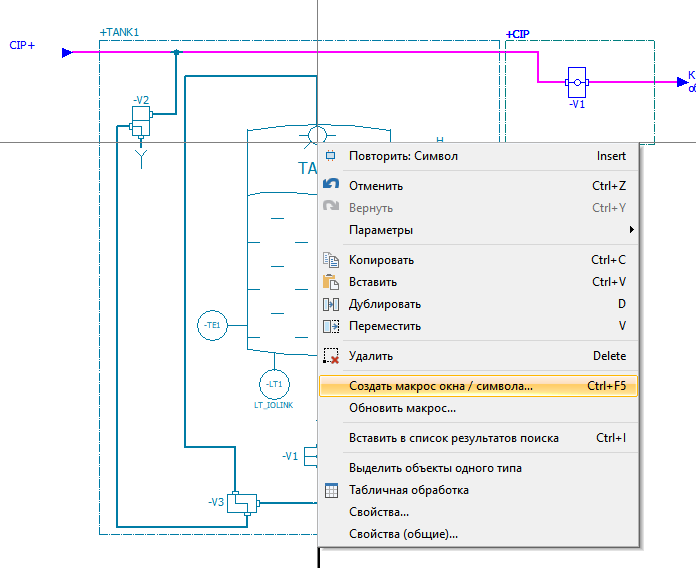 +TANK1
+CIP
CIP+
К
об
-V1
-V2
H
TA
-TE1
-LT1
LT_IOLINK
-V1
-V3
Повторить: Символ Insert
Отменить Ctrl+Z
Вернуть Ctrl+Y
Параметры
Копировать Ctrl+C
Вставить Ctrl+V
Дублировать D
Переместить V
Удалить Delete
Создать макрос окна / символа... Ctrl+F5
Обновить макрос...
Вставить в список результатов поиска Ctrl+I
Выделить объекты одного типа
Табличная обработка
Свойства...
Свойства (общие)...